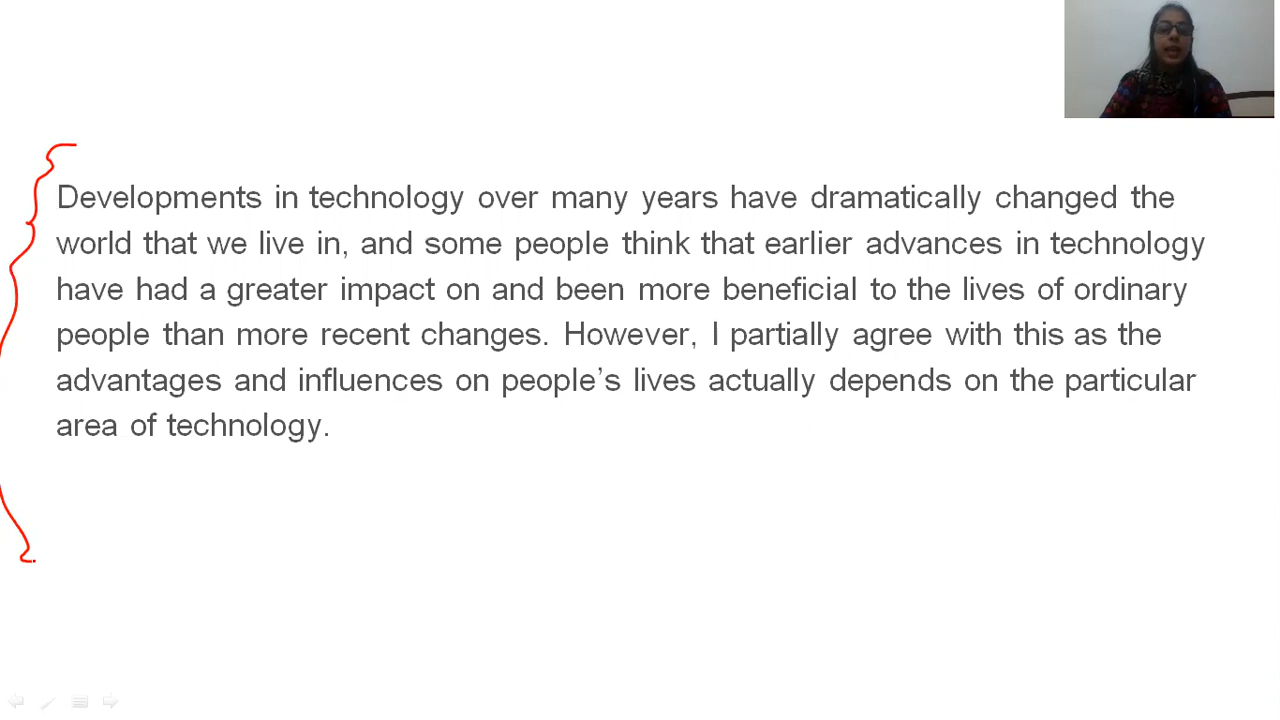 Developments in technology over many years have dramatically changed the
world that we live in, and some people think that earlier advances in technology
have had a greater impact on and been more beneficial to the lives of ordinary
people than more recent changes. However, I partially agree with this as the
advantages and influences on people’s lives actually depends on the particular
area of technology.